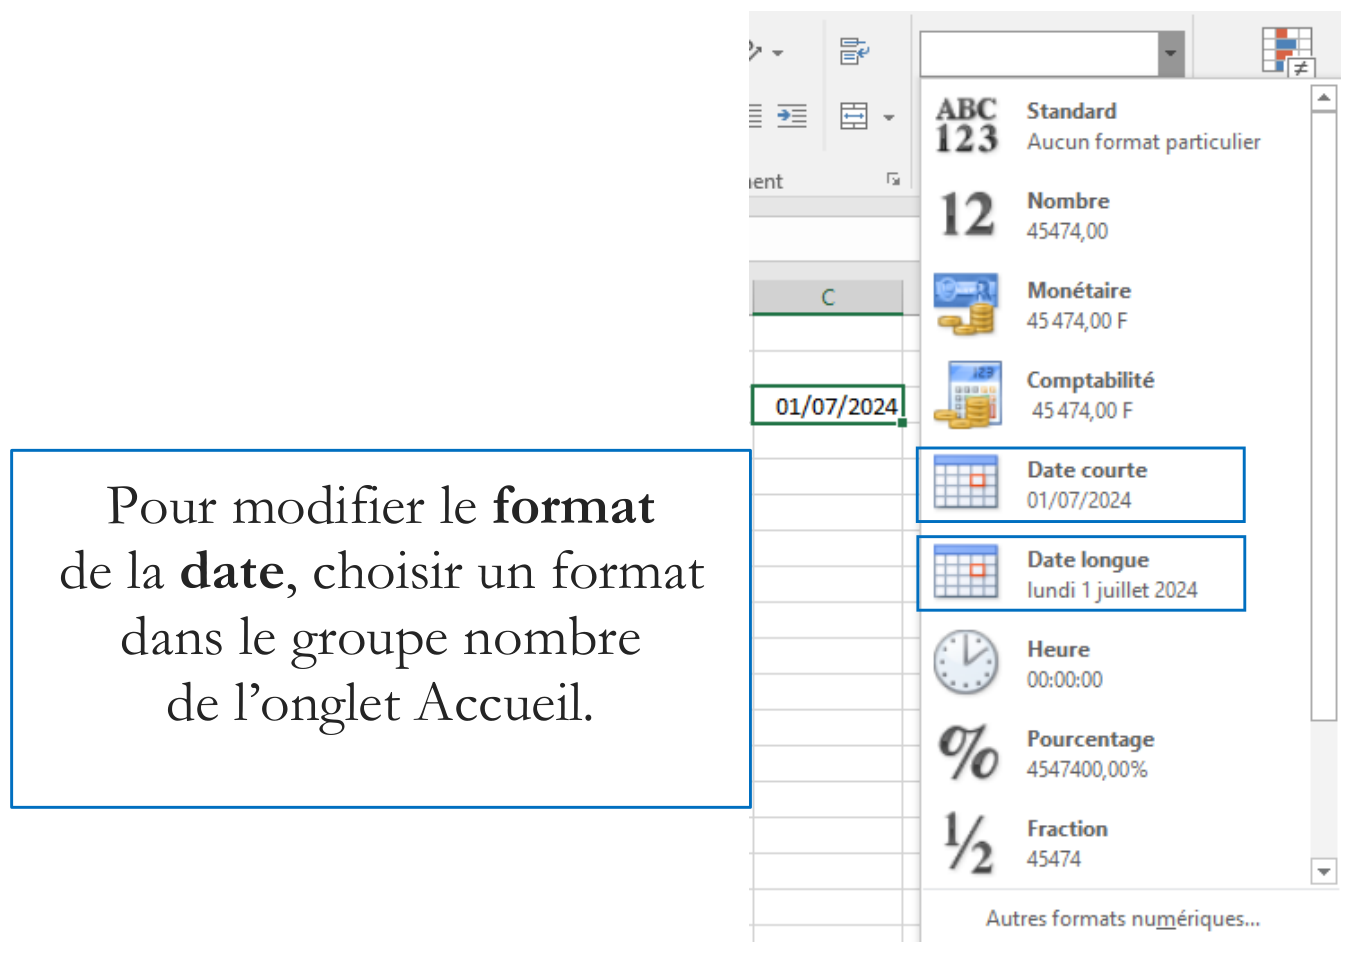 Pour modifier le format
de la date, choisir un format
dans le groupe nombre
de l’onglet Accueil.
ment
C
01/07/2024
ABC
123
Standard
Aucun format particulier
12
Nombre
45474,00
Monétaire
45 474,00 F
123
Comptabilité
45 474,00 F
Date courte
01/07/2024
Date longue
lundi 1 juillet 2024
Heure
00:00:00
%
Pourcentage
4547400,00%
½
Fraction
45474
Autres formats numériques...